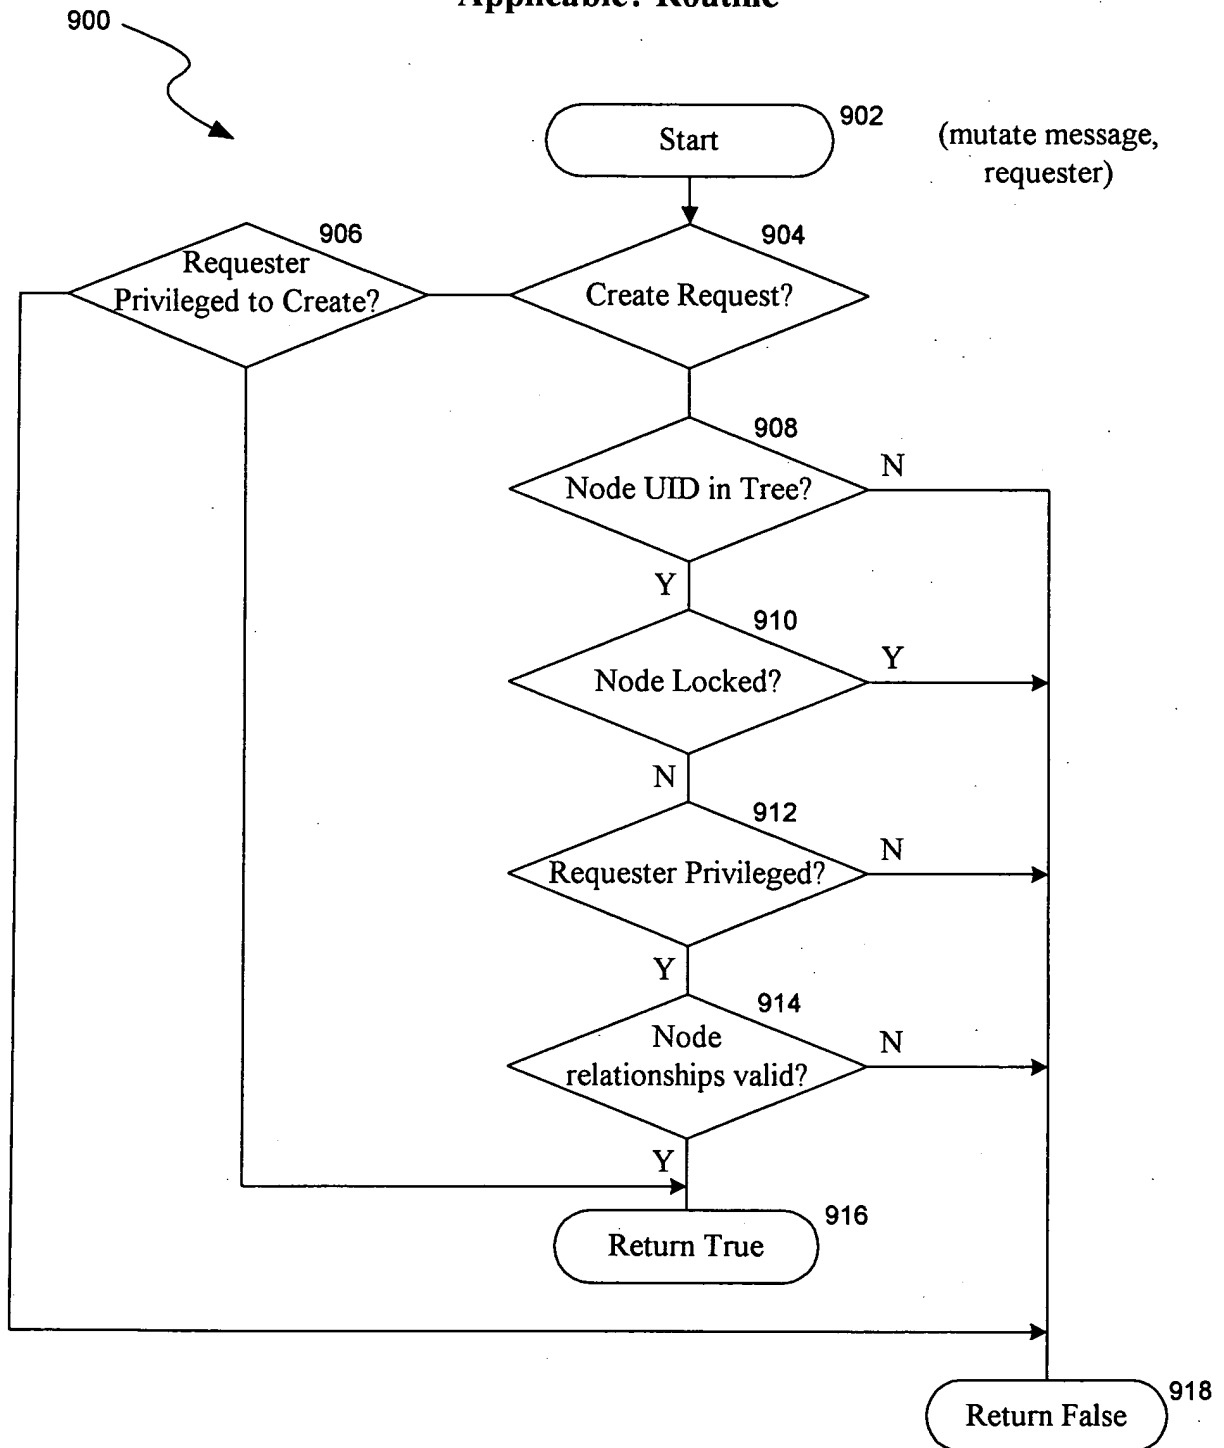 Applicable? Routine
900
902
Start
(mutate message,
requester)
906
904
Requester
Privileged to Create?
Create Request?
908
Node UID in Tree?
N
Y
910
Node Locked?
Y
N
912
Requester Privileged?
N
Y
914
Node
relationships valid?
N
Y
916
Return True
918
Return False